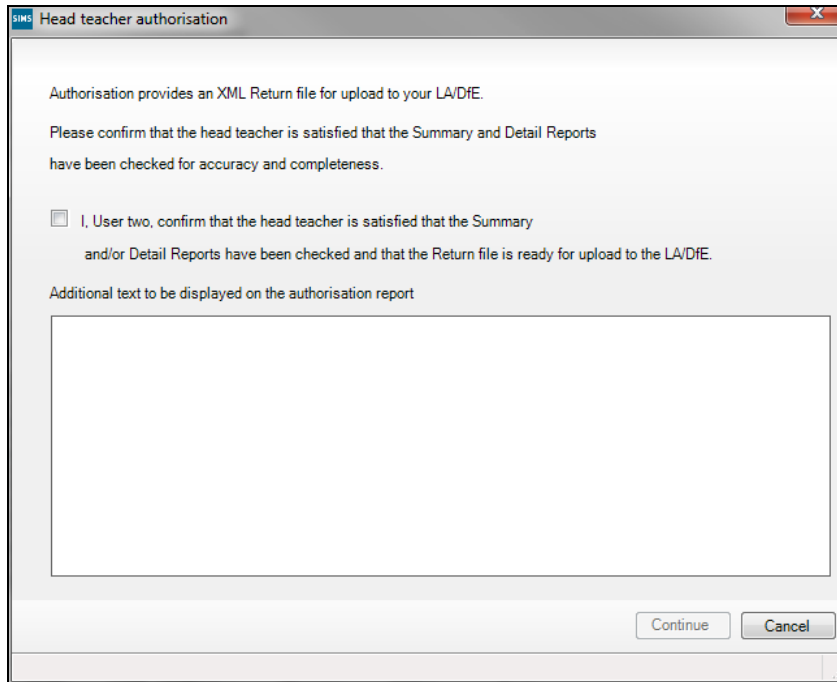 SIMS Head teacher authorisation
Authorisation provides an XML Return file for upload to your LA/DfE.
Please confirm that the head teacher is satisfied that the Summary and Detail Reports
have been checked for accuracy and completeness.
I, User two, confirm that the head teacher is satisfied that the Summary
and/or Detail Reports have been checked and that the Return file is ready for upload to the LA/DfE.
Additional text to be displayed on the authorisation report
Continue Cancel